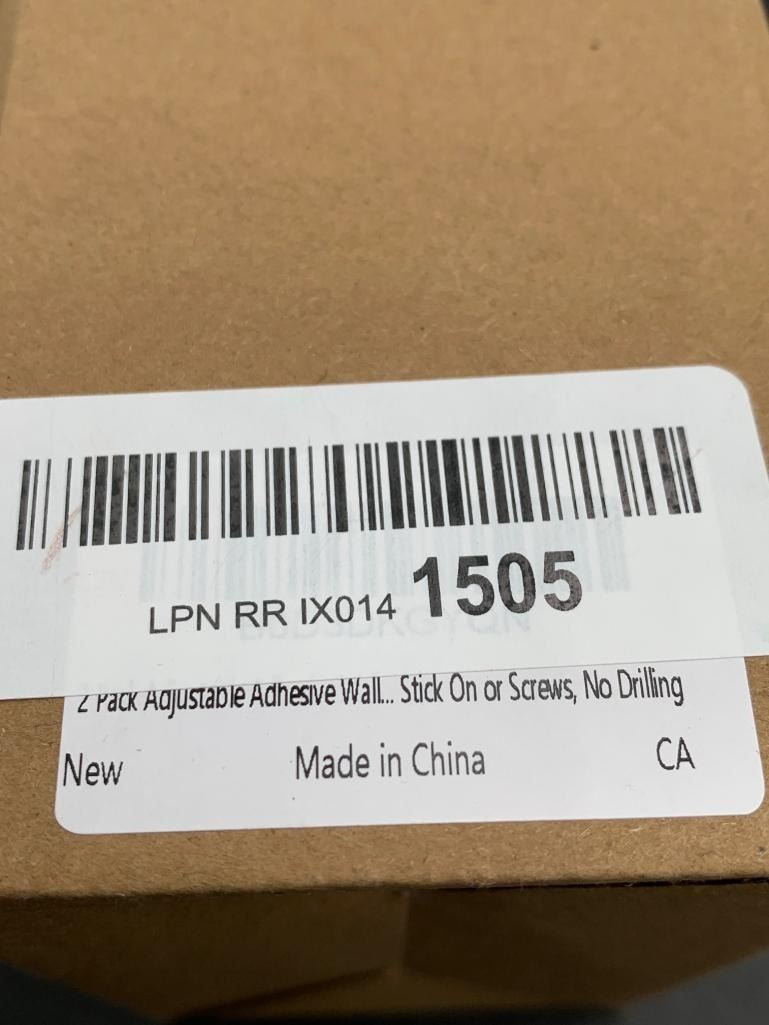 LPN RR IX014 1505
2 Pack Adjustable Adhesive Wall... Stick On or Screws, No Drilling
New Made in China CA